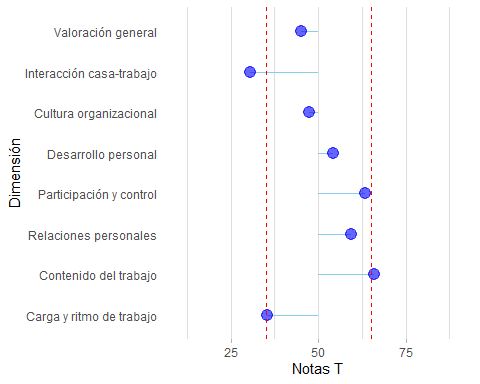 Valoración general
Interacción casa-trabajo
Cultura organizacional
Desarrollo personal
Participación y control
Relaciones personales
Contenido del trabajo
Carga y ritmo de trabajo
Dimensión
25 50 75
Notas T